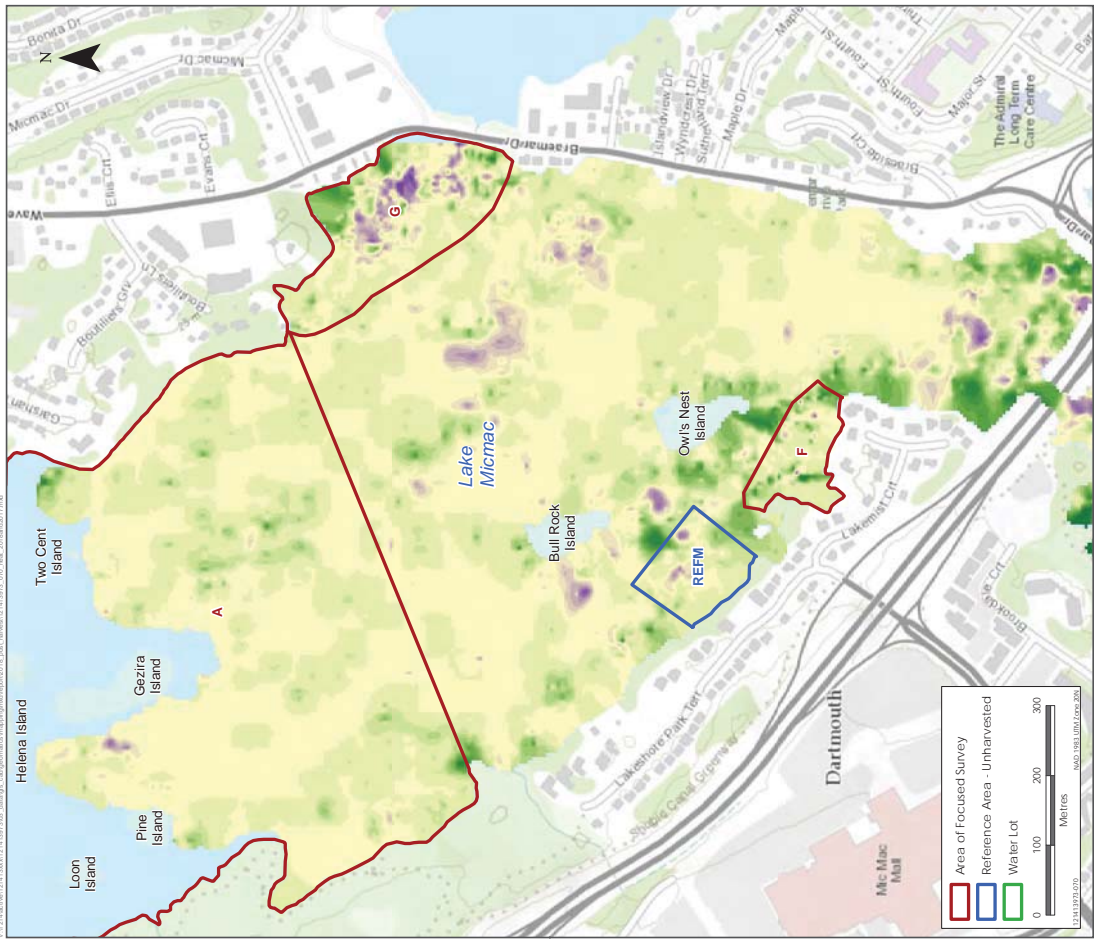 N
Bonita Dr
Micmac Dr
Micmac Dr
Ellis Crt
Evans Crt
Wave
Garshan
Boutiliers Grv
Boutiliers Ln
Two Cent
Island
Helena Island
Gezira
Island
Loon
Island
Pine
Island
A
G
Lake
Micmac
Braemar Dr
Islandview Dr
Wyndcrest Dr
Sutherland Terr
Maple Dr
Maple
Fourth St
Fourth St
Major St
The Admiral
Long Term
Care Centre
Braeside Crt
Owl's Nest
Island
Bull Rock
Island
F
REFM
Lakemist Crt
Brookdale Crt
Lakeshore Park Terr
Shubie Canal Greenway
Dartmouth
Mic Mac
Mall
Area of Focused Survey
Reference Area - Unharvested
Water Lot
0 100 200 300
Metres
121413973-070
NAD 1983 UTM Zone 20N